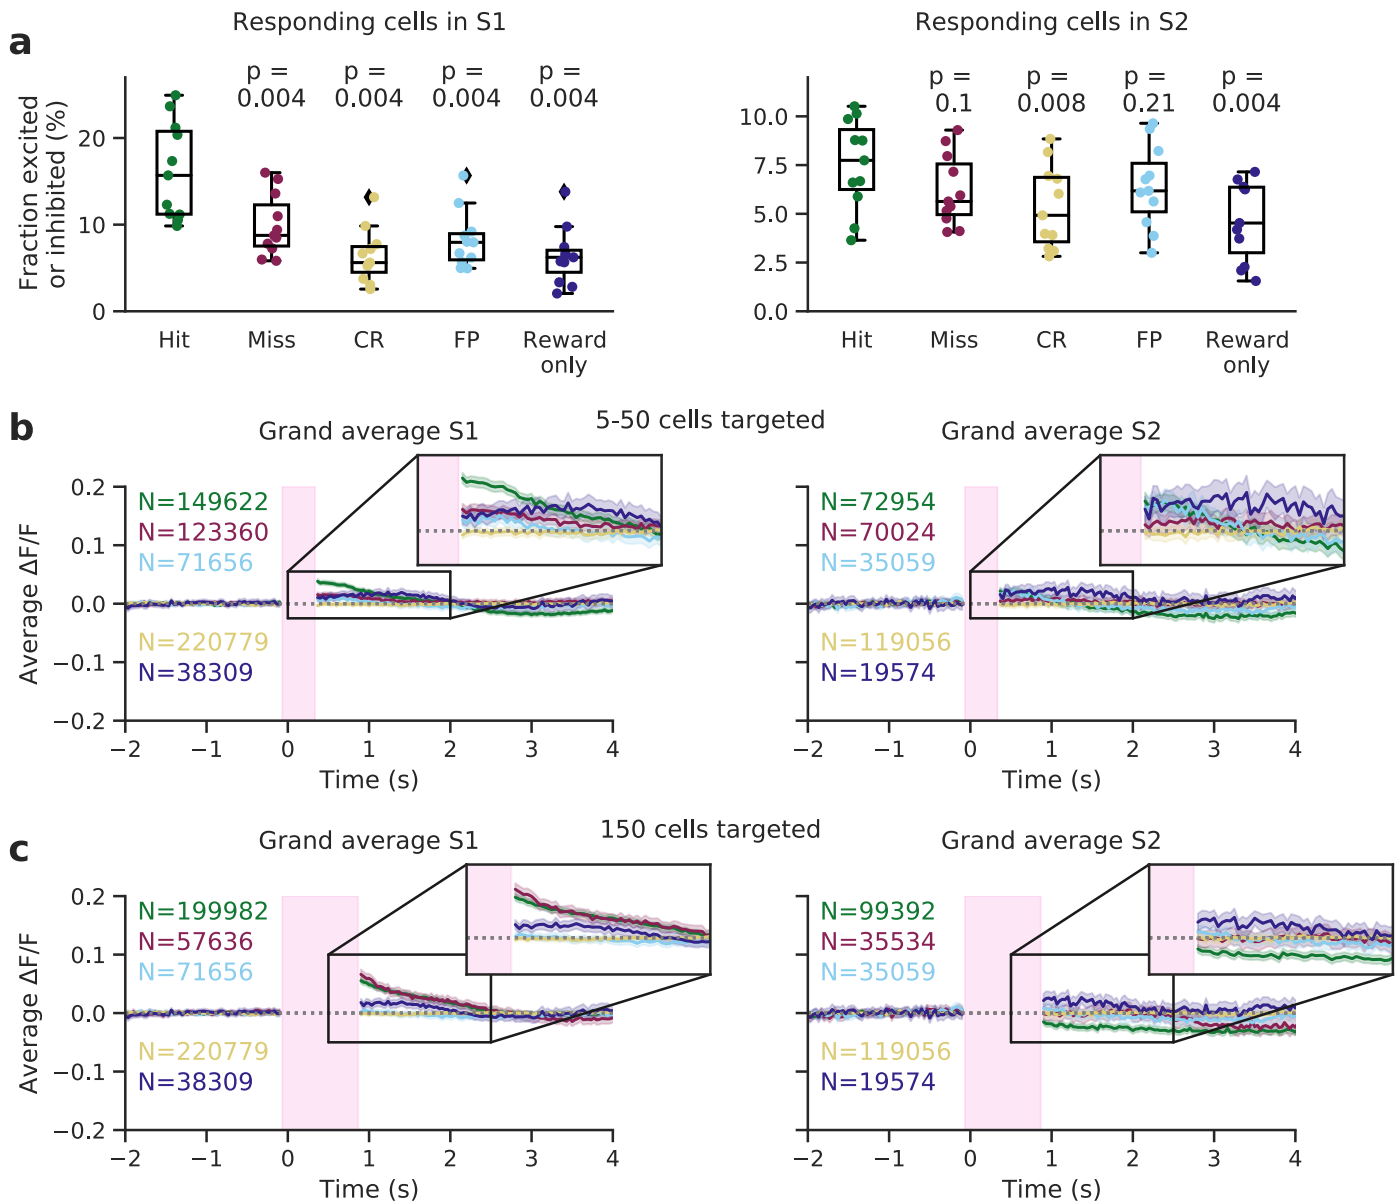 a
Responding cells in S1
Responding cells in S2
Fraction excited
or inhibited (%)
p =
0.004
p =
0.004
p =
0.004
p =
0.004
20
10
0
Hit
Miss
CR
FP
Reward
only
p =
0.1
p =
0.008
p =
0.21
p =
0.004
10.0
7.5
5.0
2.5
0.0
Hit
Miss
CR
FP
Reward
only
b
5-50 cells targeted
Grand average S1
Grand average S2
Average ΔF/F
0.2
0.1
0.0
−0.1
−0.2
N=149622
N=123360
N=71656
N=220779
N=38309
−2
−1
0
1
2
3
4
Time (s)
N=72954
N=70024
N=35059
N=119056
N=19574
−2
−1
0
1
2
3
4
Time (s)
c
150 cells targeted
Grand average S1
Grand average S2
Average ΔF/F
0.2
0.1
0.0
−0.1
−0.2
N=199982
N=57636
N=71656
N=220779
N=38309
−2
−1
0
1
2
3
4
Time (s)
N=99392
N=35534
N=35059
N=119056
N=19574
−2
−1
0
1
2
3
4
Time (s)